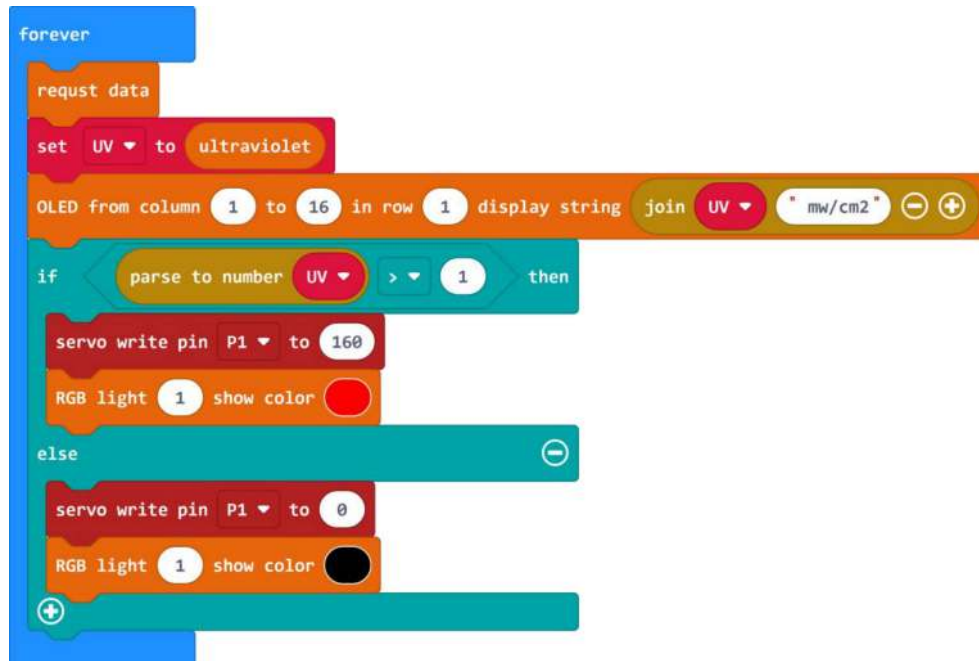 forever
requst data
set UV to ultraviolet
OLED from column 1 to 16 in row 1 display string join UV " mw/cm2"
if parse to number UV > 1 then
servo write pin P1 to 160
RGB light 1 show color
else
servo write pin P1 to 0
RGB light 1 show color